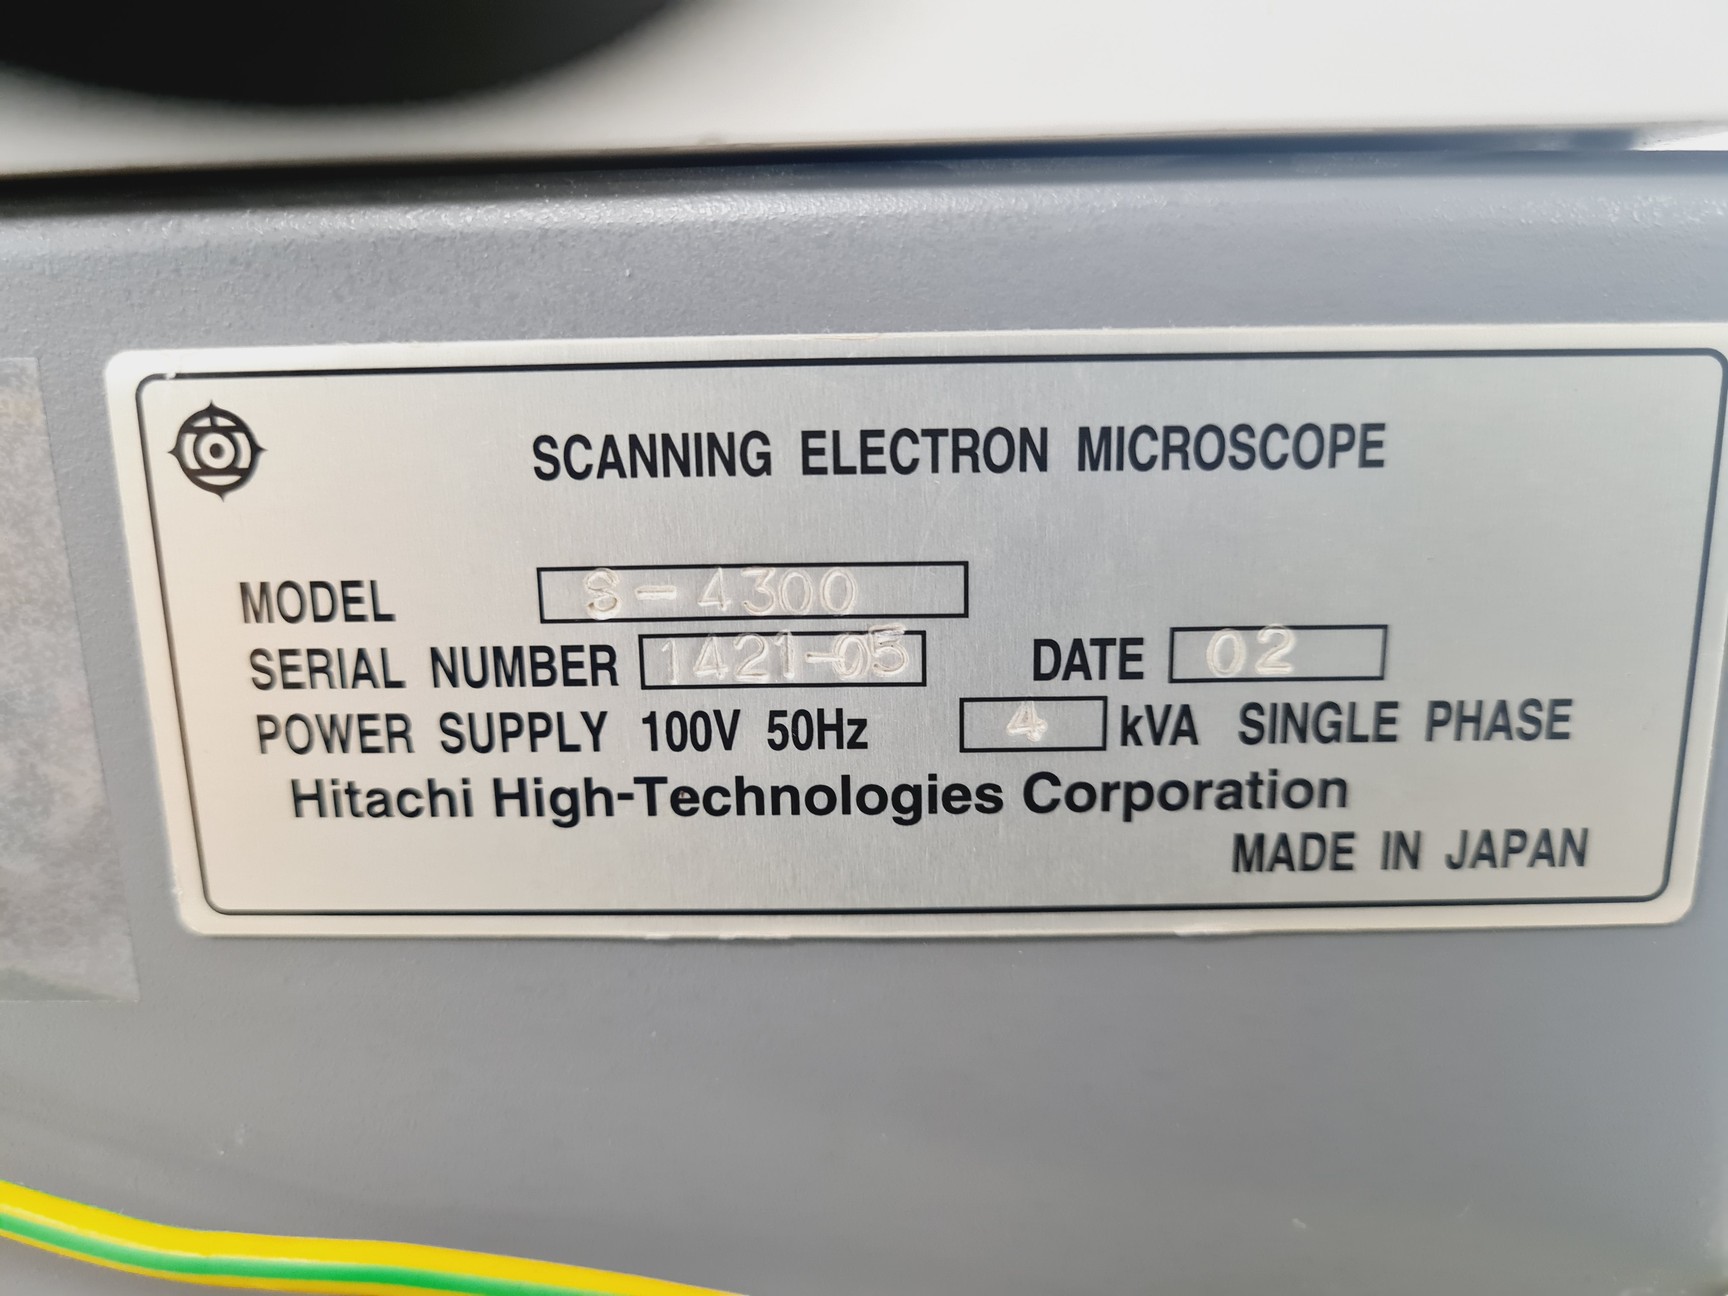 SCANNING ELECTRON MICROSCOPE
MODEL S-4300
SERIAL NUMBER 1421-05 DATE 02
POWER SUPPLY 100V 50Hz 4 kVA SINGLE PHASE
Hitachi High-Technologies Corporation
MADE IN JAPAN